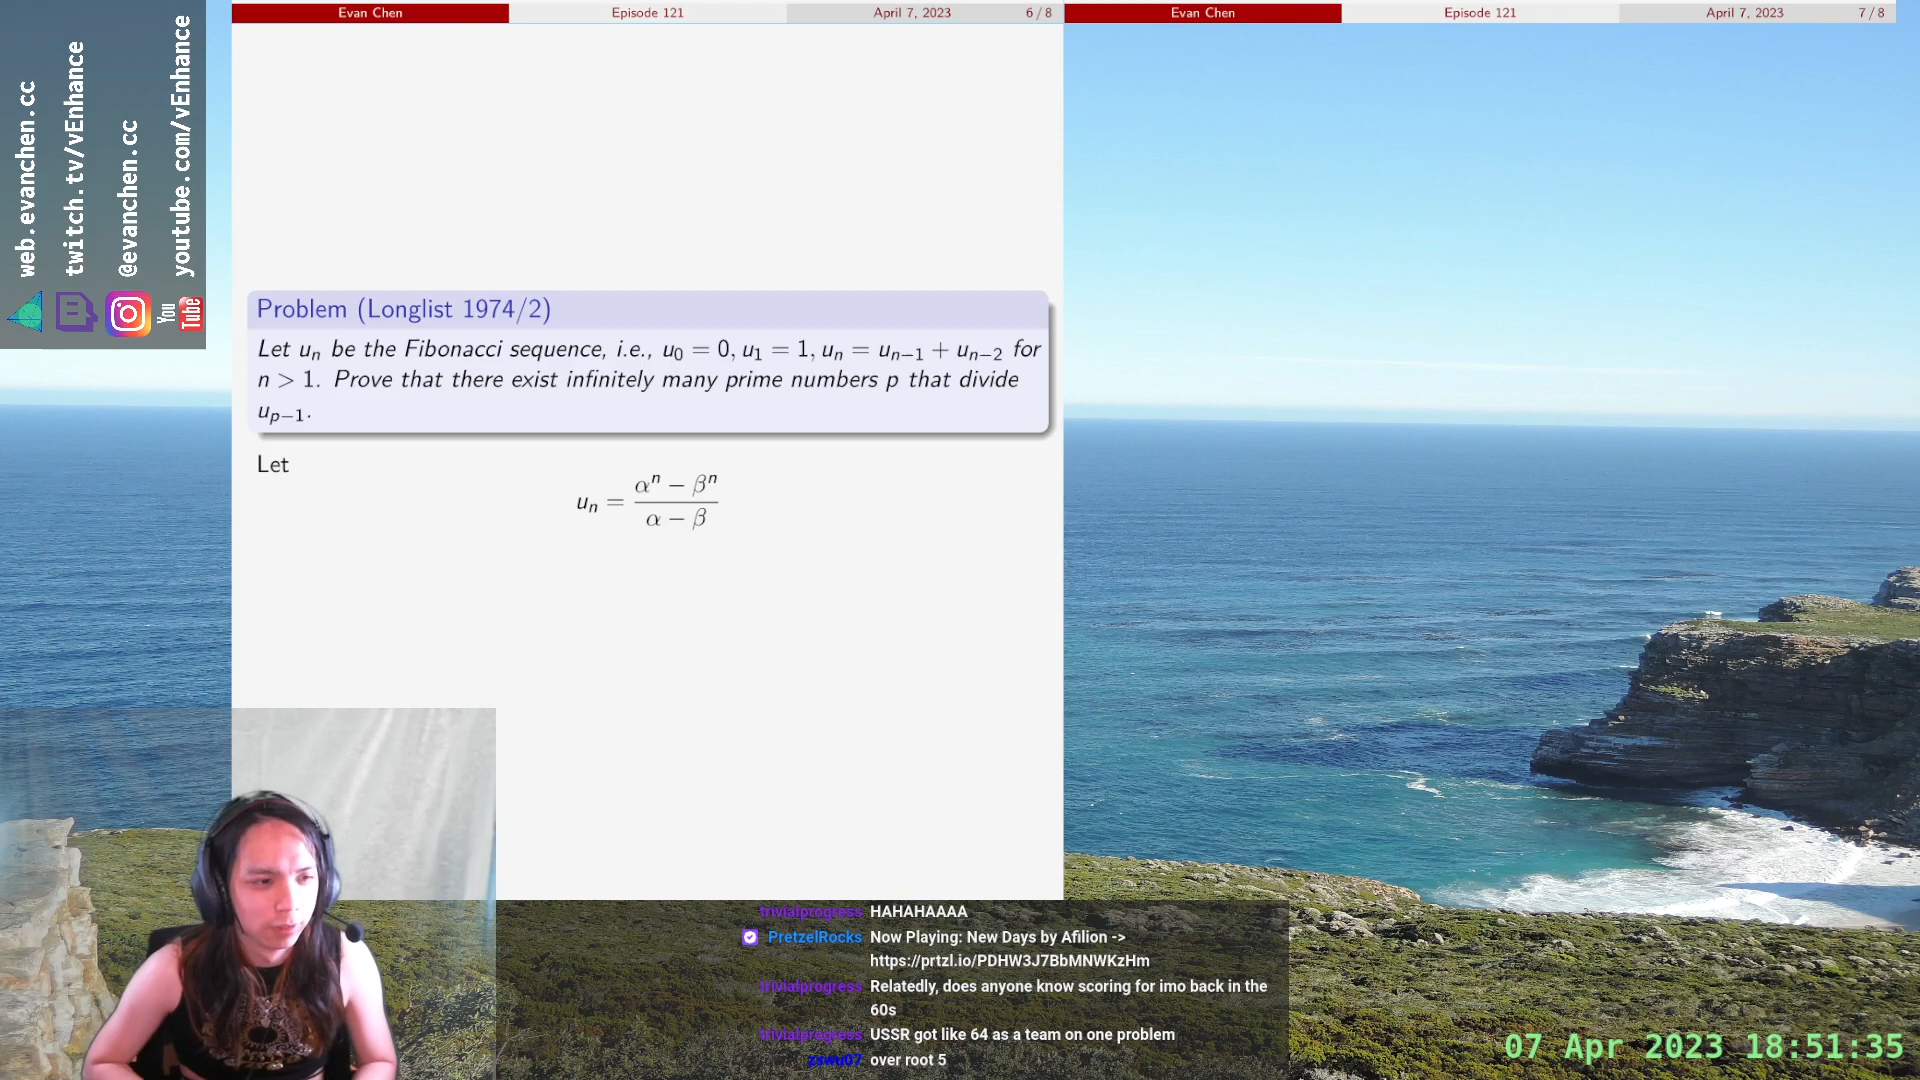 web.evanchen.cc
twitch.tv/vEnhance
@evanchen.cc
youtube.com/vEnhance
You
Tube
Evan Chen Episode 121 April 7, 2023 6 / 8
Evan Chen Episode 121 April 7, 2023 7 / 8
Problem (Longlist 1974/2)
Let uₙ be the Fibonacci sequence, i.e., u₀ = 0, u₁ = 1, uₙ = uₙ₋₁ + uₙ₋₂ for
n > 1. Prove that there exist infinitely many prime numbers p that divide
u_{p−1}.
Let
uₙ = (αⁿ − βⁿ) / (α − β)
trivialprogress HAHAHAAAA
PretzelRocks Now Playing: New Days by Afilion ->
https://prtzl.io/PDHW3J7BbMNWKzHm
trivialprogress Relatedly, does anyone know scoring for imo back in the
60s
trivialprogress USSR got like 64 as a team on one problem
zswu07 over root 5
07 Apr 2023 18:51:35